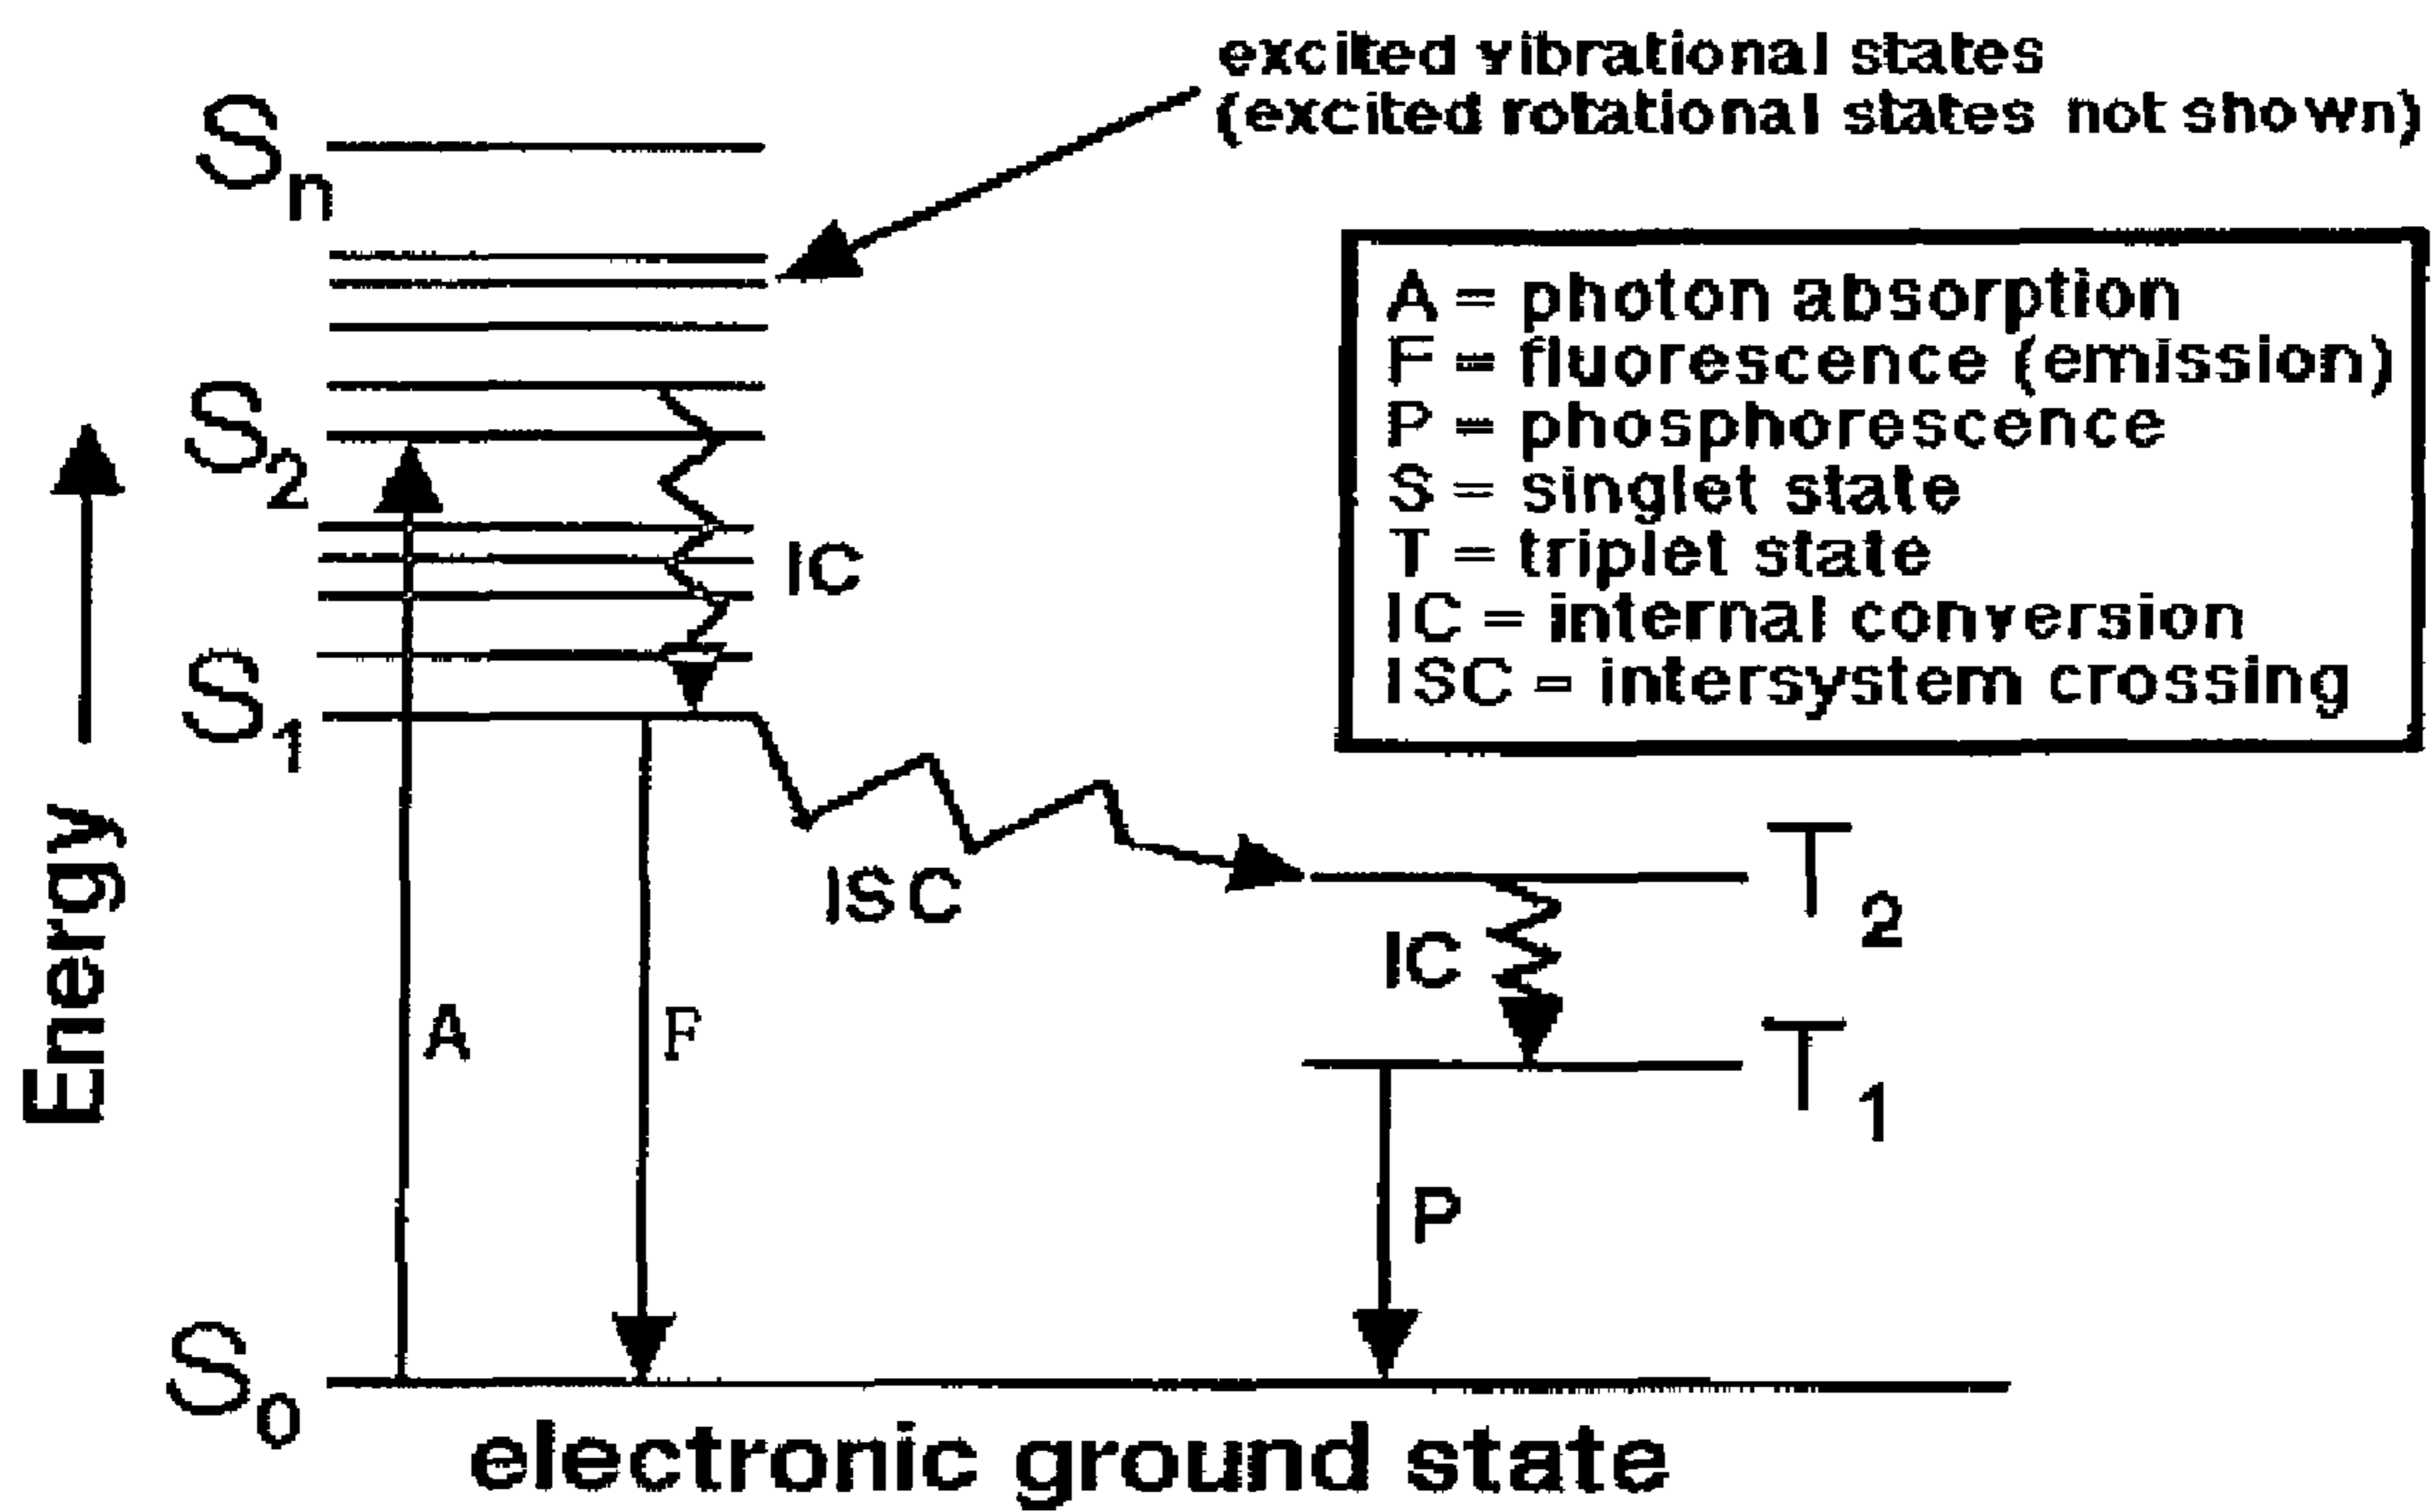 excited vibrational states
(excited rotational states not shown)
Sn
A = photon absorption
F = fluorescence (emission)
P = phosphorescence
S = singlet state
T = triplet state
IC = internal conversion
ISC = intersystem crossing
S2
IC
S1
Energy
ISC
T2
IC
A
F
T1
P
S0
electronic ground state